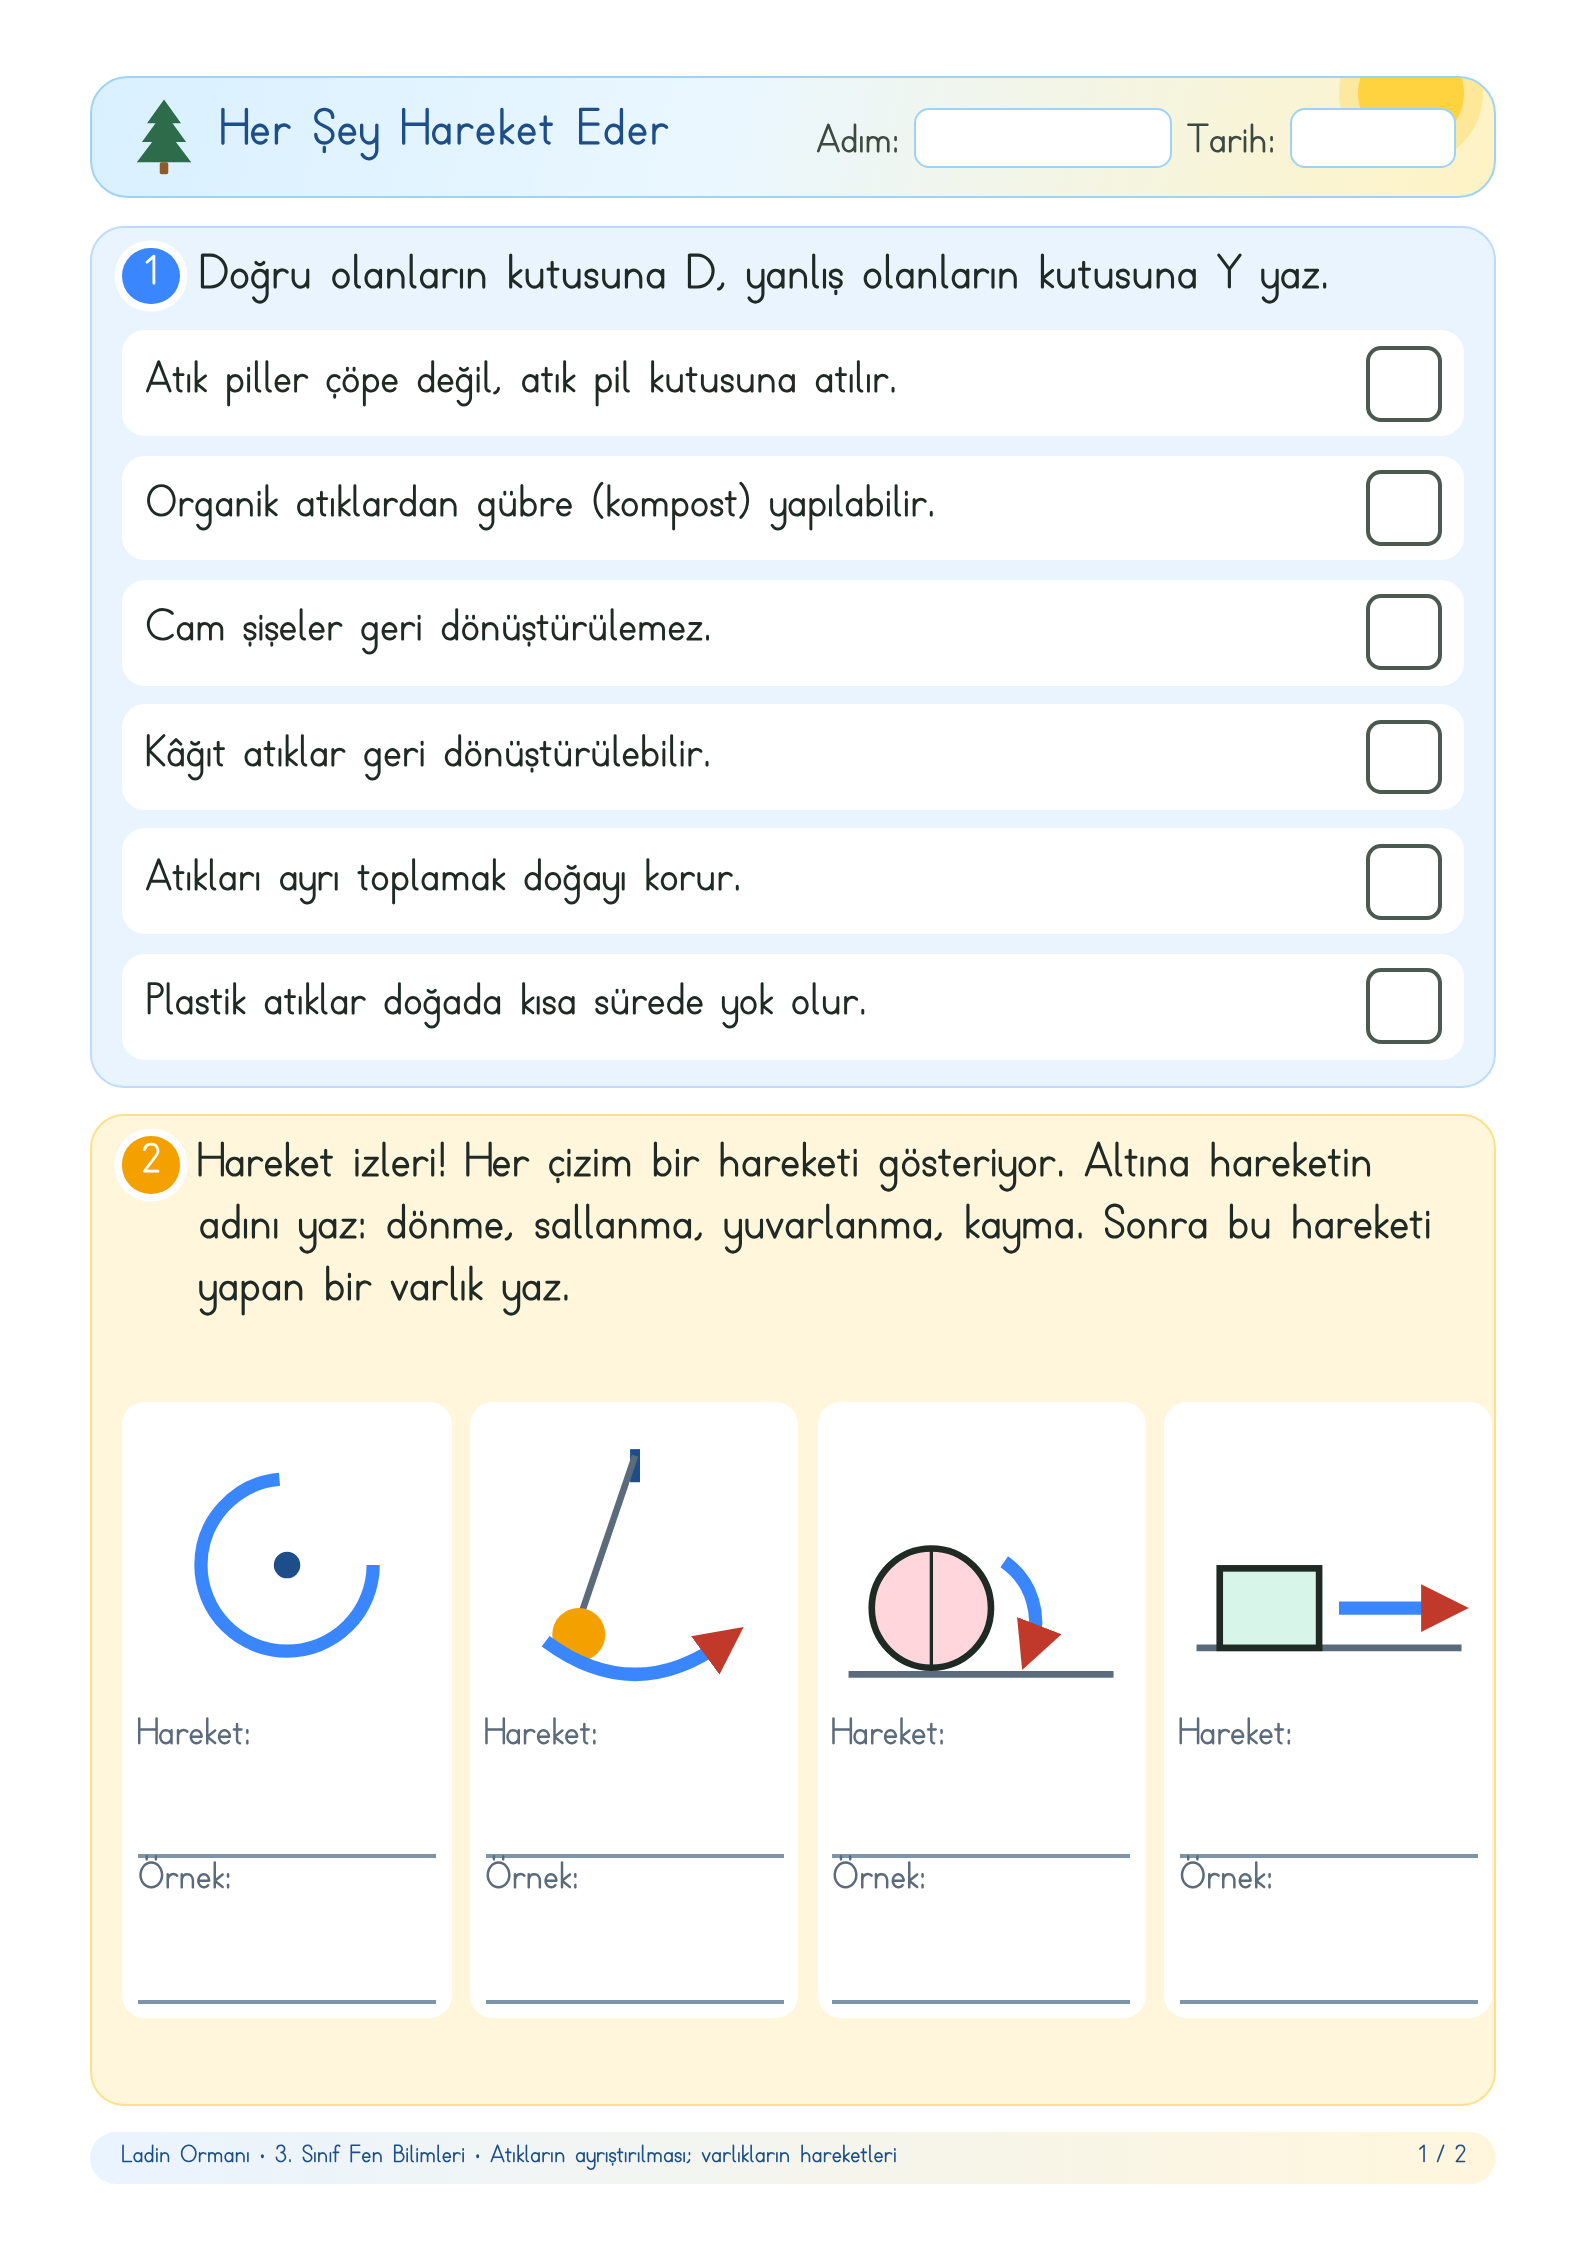 Her Şey Hareket Eder
Adım:
Tarih:
1
Doğru olanların kutusuna D, yanlış olanların kutusuna Y yaz.
Atık piller çöpe değil, atık pil kutusuna atılır.
Organik atıklardan gübre (kompost) yapılabilir.
Cam şişeler geri dönüştürülemez.
Kâğıt atıklar geri dönüştürülebilir.
Atıkları ayrı toplamak doğayı korur.
Plastik atıklar doğada kısa sürede yok olur.
2
Hareket izleri! Her çizim bir hareketi gösteriyor. Altına hareketin
adını yaz: dönme, sallanma, yuvarlanma, kayma. Sonra bu hareketi
yapan bir varlık yaz.
Hareket:
Örnek:
Hareket:
Örnek:
Hareket:
Örnek:
Hareket:
Örnek:
Ladin Ormanı • 3. Sınıf Fen Bilimleri • Atıkların ayrıştırılması; varlıkların hareketleri
1 / 2